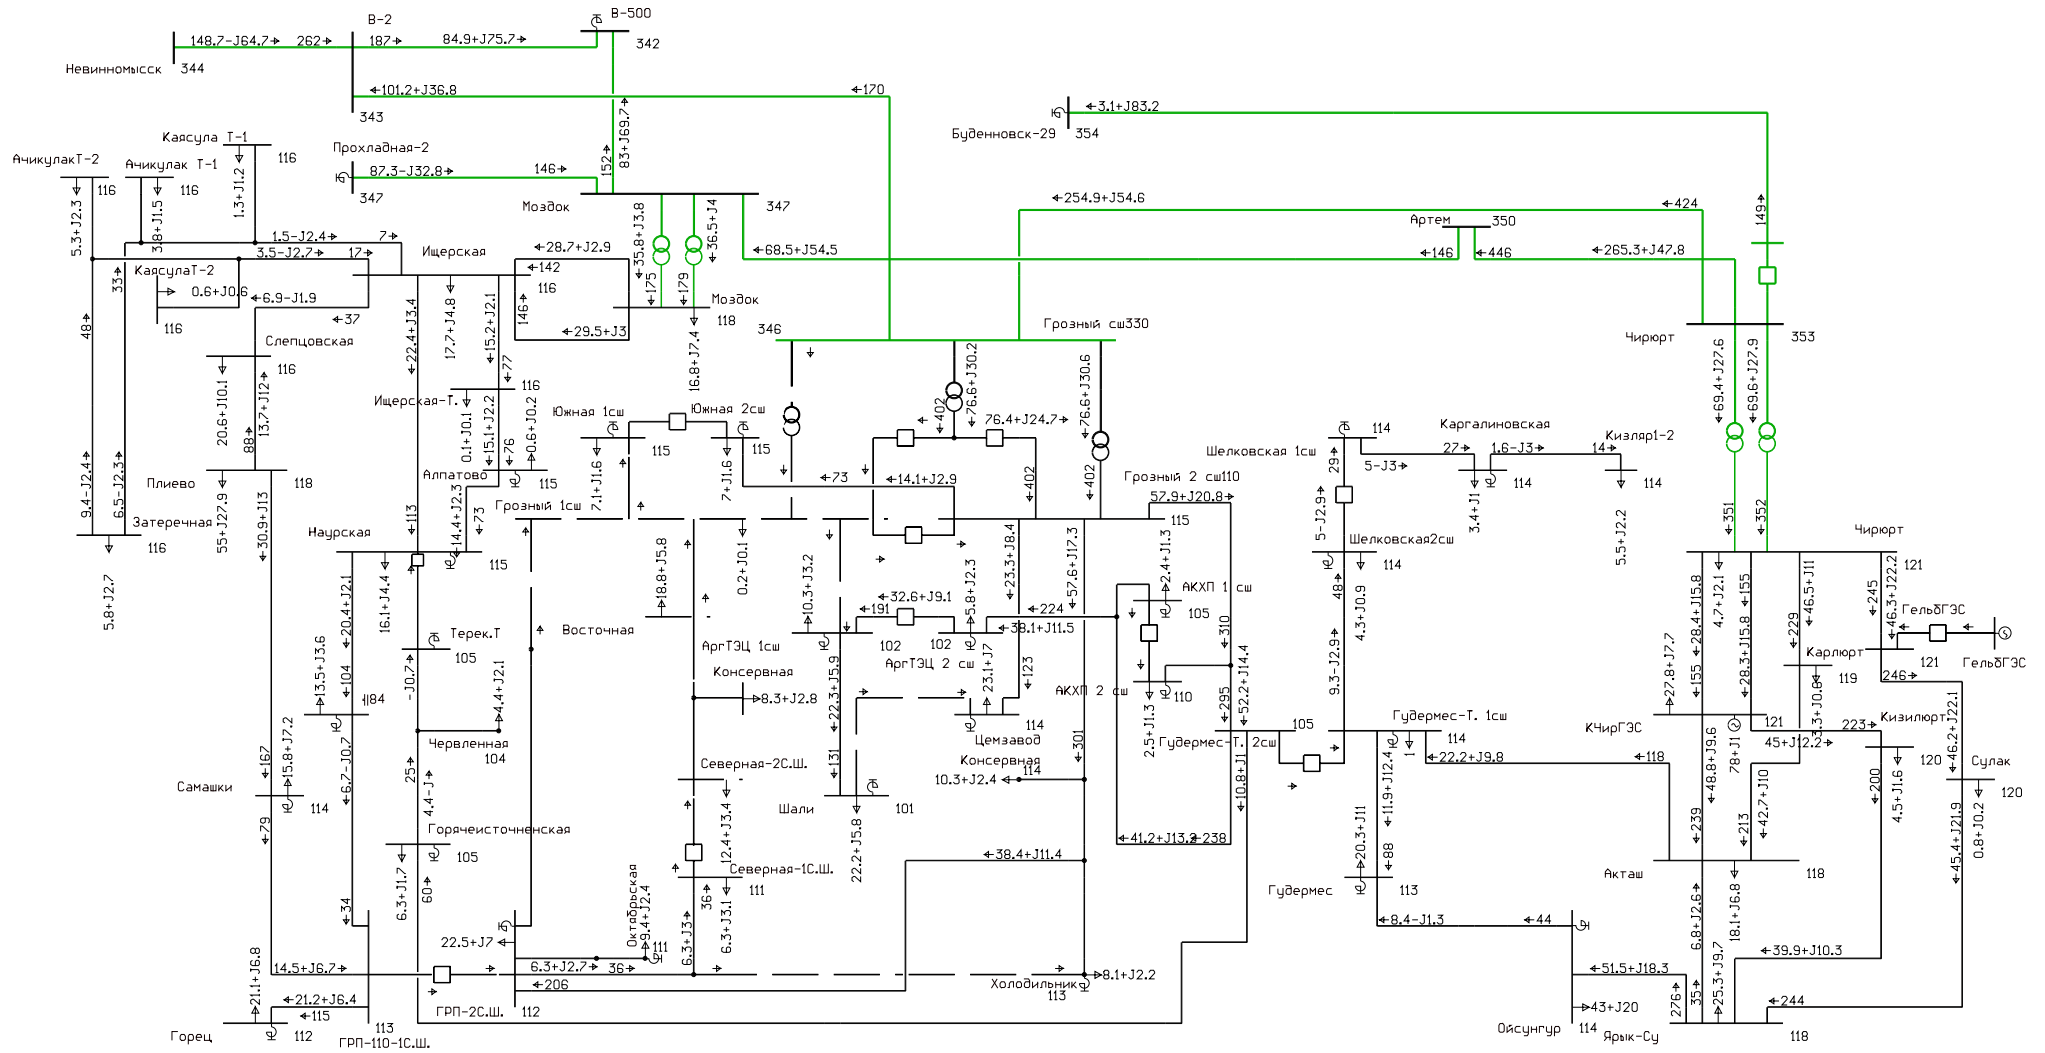 В-2
В-500
148.7-J64.7
262
187
84.9+J75.7
342
Невинномысск
344
101.2+J36.8
170
343
3.1+J83.2
Буденновск-29
354
83+J69.7
152
Прохладная-2
87.3-J32.8
146
347
Моздок
347
Каясула Т-1
116
АчикулакТ-2
Ачикулак Т-1
116
116
5.3+J2.3
3.8+J1.5
1.3+J1.2
1.5-J2.4
7
3.5-J2.7
17
КаясулаТ-2
0.6+J0.6
116
6.9-J1.9
37
33
48
Ищерская
116
28.7+J2.9
142
146
29.5+J3
35.8+J3.8
36.5+J4
175
179
Моздок
118
16.8+J7.4
254.9+J54.6
424
Артем
350
68.5+J54.5
146
446
265.3+J47.8
149
Чирюрт
353
69.4+J27.6
69.6+J27.9
351
352
346
Грозный сш330
Слепцовская
116
20.6+J10.1
13.7+J12
88
22.4+J3.4
17.7+J4.8
15.2+J2.1
77
116
Ищерская-Т.
0.1+J0.1
15.1+J2.2
76
0.6+J0.2
Алпатово
115
Плиево
118
55+J27.9
30.9+J13
9.4-J2.4
6.5-J2.3
Затеречная
116
5.8+J2.7
113
14.4+J2.3
73
Наурская
115
Южная 1сш
Южная 2сш
115
115
7.1+J1.6
7+J1.6
73
14.1+J2.9
402
76.6+J30.2
76.4+J24.7
402
76.6+J30.6
402
Грозный 1сш
Грозный 2 сш110
115
57.9+J20.8
Шелковская 1сш
114
29
5-J3
27
Каргалиновская
1.6-J3
14
Кизляр1-2
114
114
3.4+J1
5.5+J2.2
5-J2.9
Шелковская2сш
114
48
4.3+J0.9
9.3-J2.9
Чирюрт
121
20.4+J2.1
16.1+J4.4
104
13.5+J3.6
Ч84
Терек.Т
105
-J0.7
4.4+J2.1
Червленная
104
25
4.4-J
6.7-J0.7
34
Горячеисточненская
105
6.3+J1.7
60
18.8+J5.8
Восточная
0.2+J0.1
10.3+J3.2
191
32.6+J9.1
102
АргТЭЦ 1сш
102
АргТЭЦ 2 сш
5.8+J2.3
23.3+J8.4
57.6+J17.3
224
38.1+J11.5
123
23.1+J7
114
Цемзавод
АКХП 1 сш
105
2.4+J1.3
АКХП 2 сш
110
2.5+J1.3
310
295
52.2+J14.4
Консервная
8.3+J2.8
22.3+J5.9
131
Шали
101
22.2+J5.8
301
Консервная
114
10.3+J2.4
Северная-2С.Ш.
12.4+J3.4
Северная-1С.Ш.
111
36
6.3+J3.1
6.3+J3
41.2+J13.2
238
38.4+J11.4
105
Гудермес-Т. 2сш
10.8+J1
Гудермес-Т. 1сш
114
1
22.2+J9.8
118
11.9+J12.4
20.3+J11
88
Гудермес
113
8.4-J1.3
44
28.4+J15.8
4.7+J2.1
155
155
28.3+J15.8
27.8+J7.7
46.5+J11
229
245
46.3+J22.2
ГельбГЭС
ГельбГЭС
121
246
Карлюрт
119
3.3+J0.8
КЧирГЭС
121
78+J1
223
45+J12.2
Кизилюрт
120
4.5+J1.6
200
46.2+J22.1
Сулак
120
0.8+J0.2
45.4+J21.9
48.8+J9.6
239
213
42.7+J10
Акташ
118
18.1+J6.8
6.8+J2.6
39.9+J10.3
25.3+J9.7
35
276
244
Ярык-Су
118
51.5+J18.3
43+J20
Ойсунгур
114
Самашки
114
167
15.8+J7.2
79
14.5+J6.7
21.1+J6.8
21.2+J6.4
115
Горец
112
113
ГРП-110-1С.Ш.
22.5+J7
6.3+J2.7
36
206
ГРП-2С.Ш.
112
Октябрьская
9.4+J2.4
111
Холодильник
113
8.1+J2.2